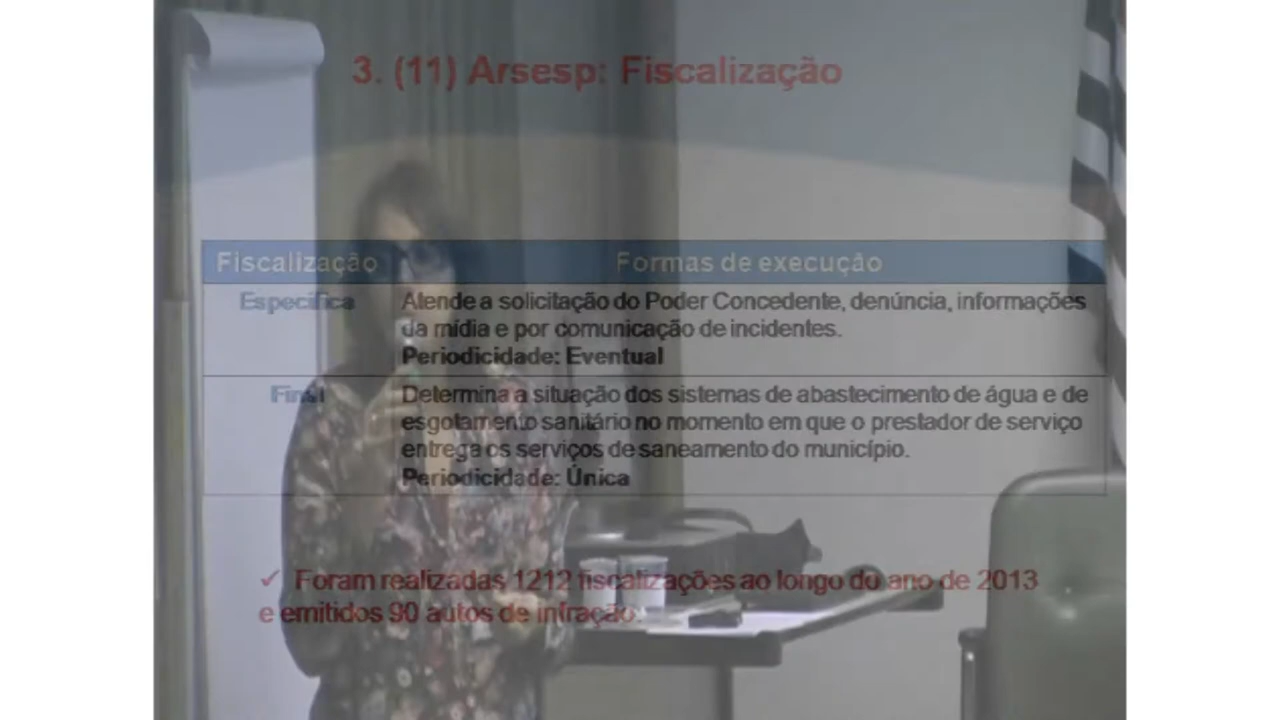 3. (11) Arsesp: Fiscalização
Fiscalização Formas de execução
Específica Atende a solicitação do Poder Concedente, denúncia, informações
da mídia e por comunicação de incidentes.
Periodicidade: Eventual
Final Determina a situação dos sistemas de abastecimento de água e de
esgotamento sanitário no momento em que o prestador de serviço
entrega os serviços de saneamento do município.
Periodicidade: Única
✓ Foram realizadas 1212 fiscalizações ao longo do ano de 2013
e emitidos 90 autos de infração.